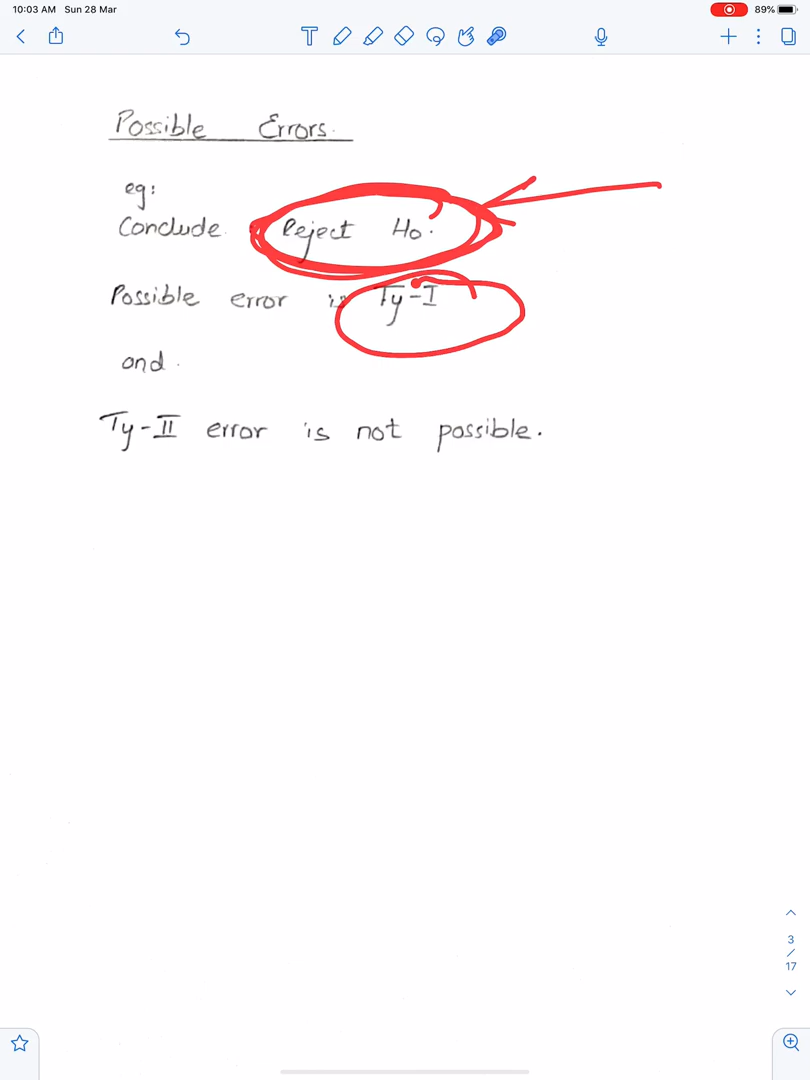 10:03 AM Sun 28 Mar
89%
T
Possible Errors.
eg:
Conclude. Reject Ho.
Possible error is Ty-I
and.
Ty-II error is not possible.
3
/
17